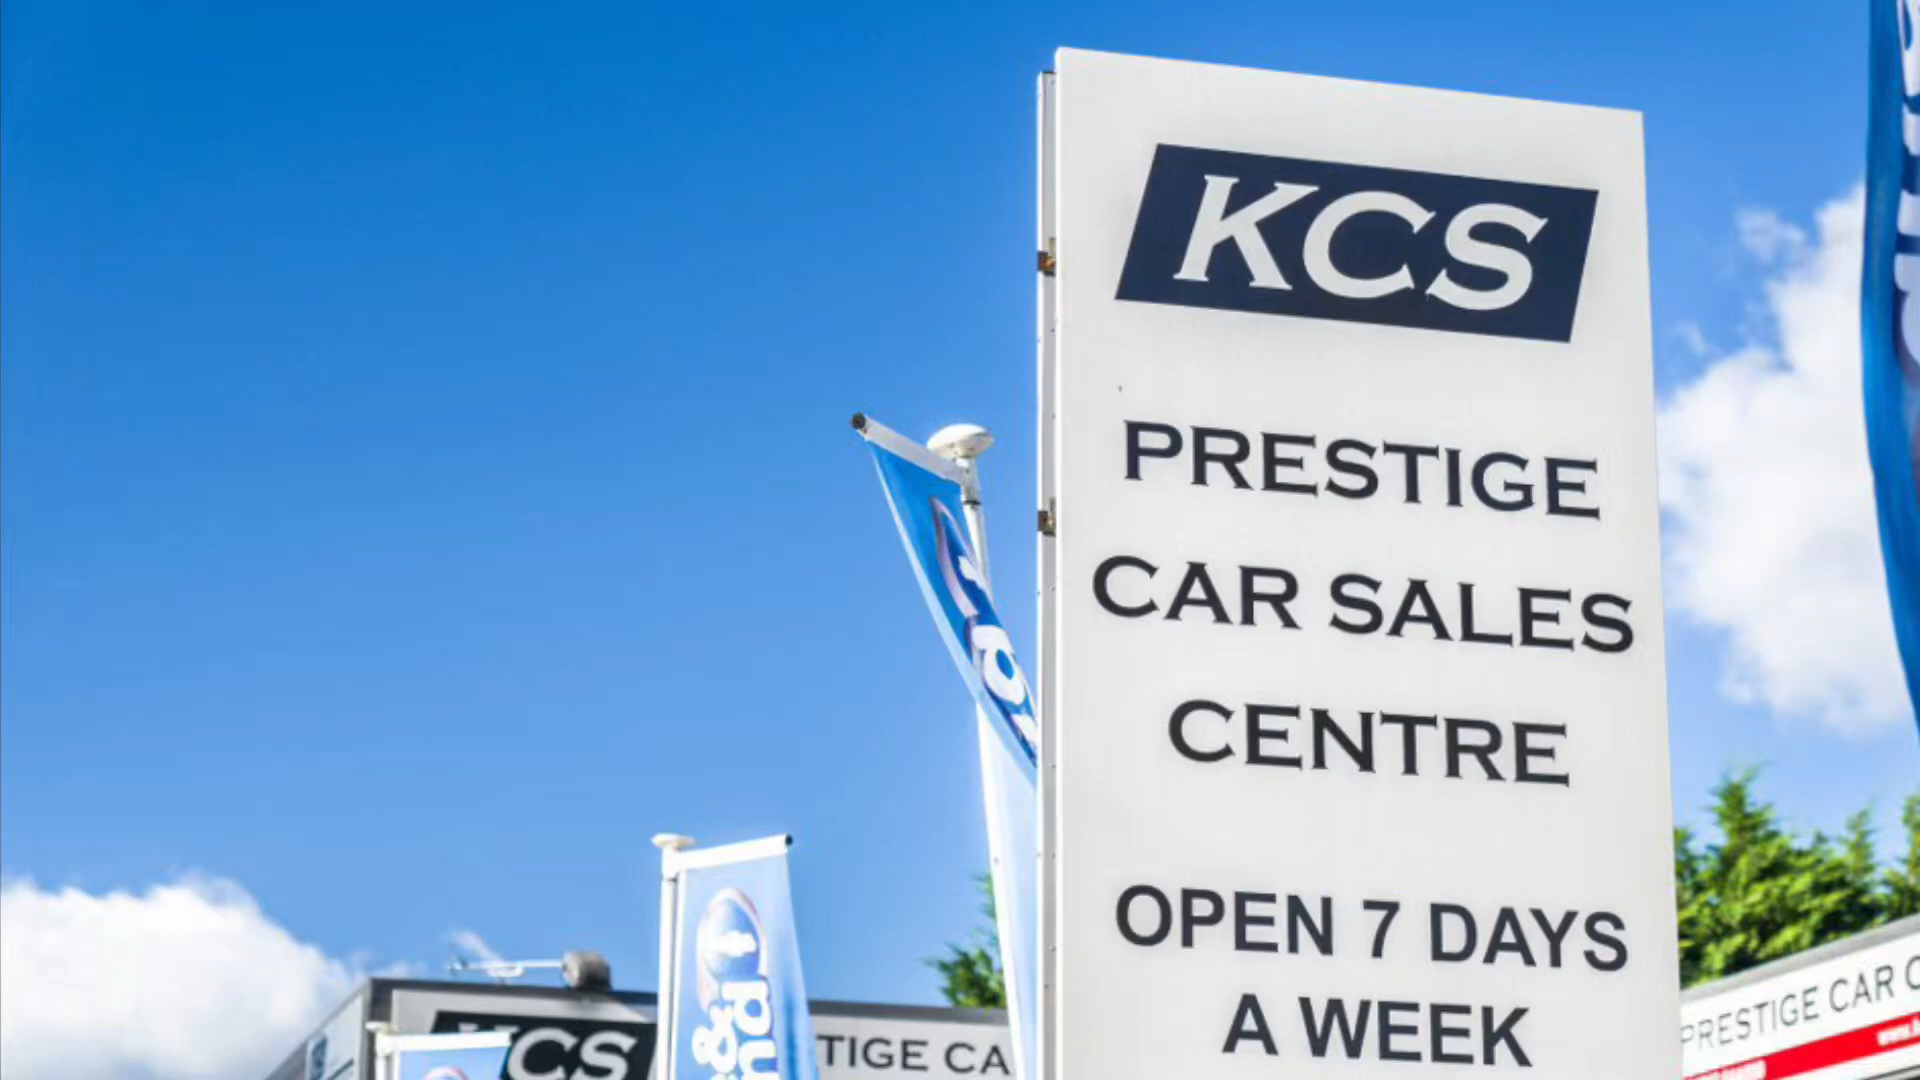 KCS
PRESTIGE
CAR SALES
CENTRE
OPEN 7 DAYS
A WEEK
KCS
TIGE CA
PRESTIGE CAR C